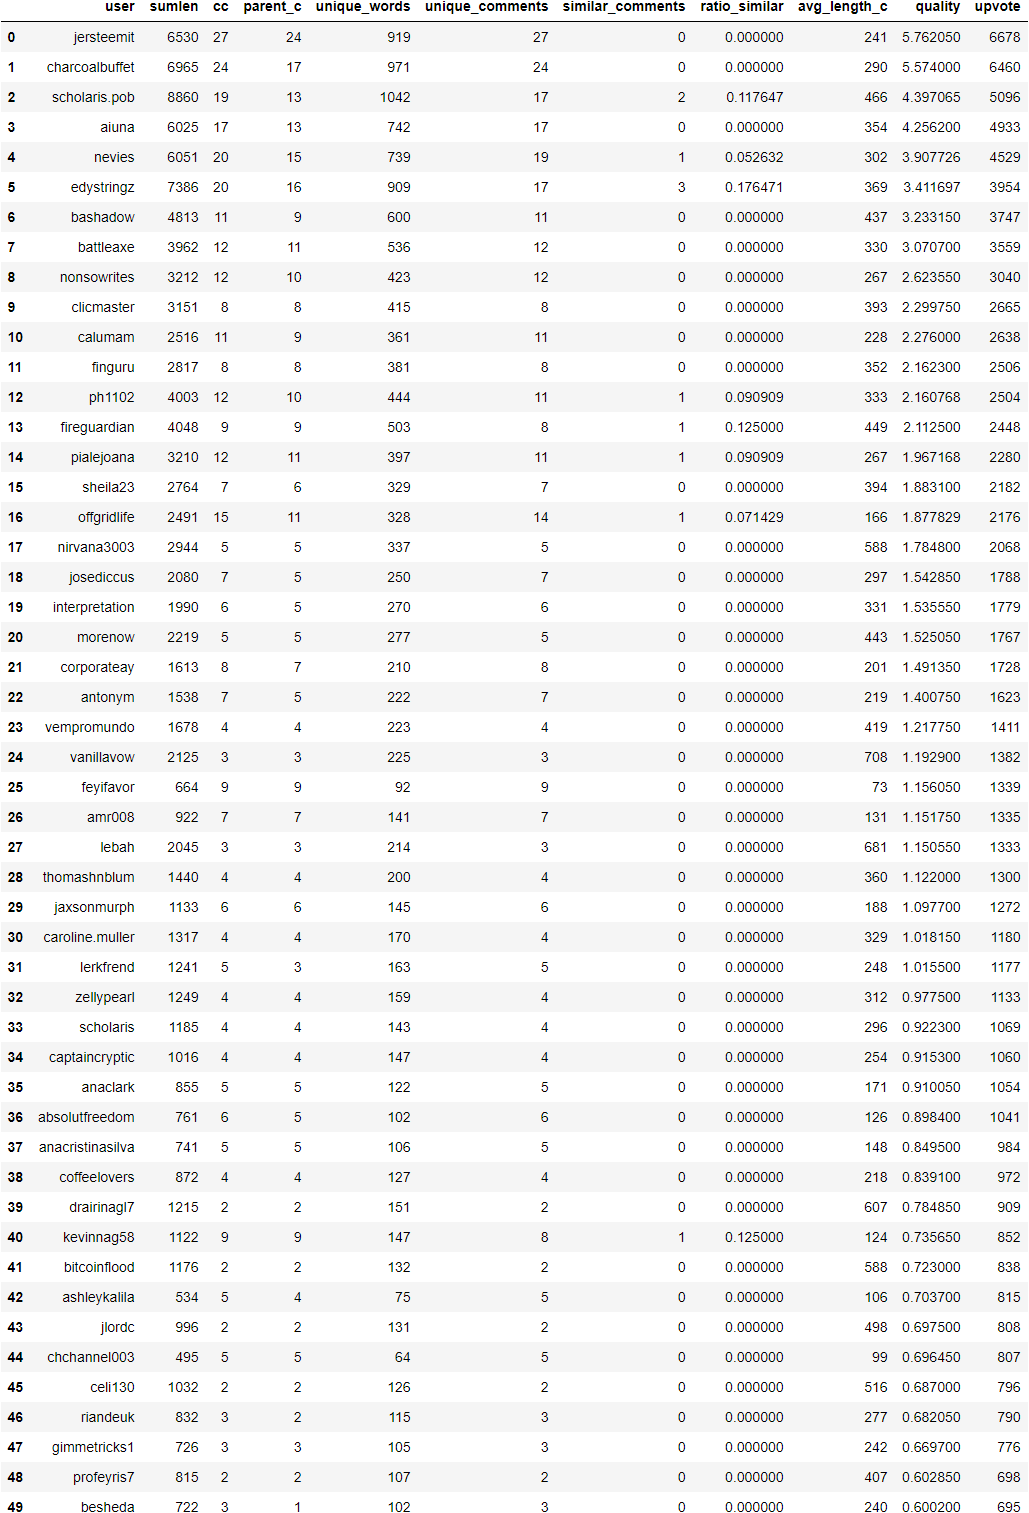 user sumlen cc parent_c unique_words unique_comments similar_comments ratio_similar avg_length_c quality upvote
0 jersteemit 6530 27 24 919 27 0 0.000000 241 5.762050 6678
1 charcoalbuffet 6965 24 17 971 24 0 0.000000 290 5.574000 6460
2 scholaris.pob 8860 19 13 1042 17 2 0.117647 466 4.397065 5096
3 aiuna 6025 17 13 742 17 0 0.000000 354 4.256200 4933
4 nevies 6051 20 15 739 19 1 0.052632 302 3.907726 4529
5 edystringz 7386 20 16 909 17 3 0.176471 369 3.411697 3954
6 bashadow 4813 11 9 600 11 0 0.000000 437 3.233150 3747
7 battleaxe 3962 12 11 536 12 0 0.000000 330 3.070700 3559
8 nonsowrites 3212 12 10 423 12 0 0.000000 267 2.623550 3040
9 clicmaster 3151 8 8 415 8 0 0.000000 393 2.299750 2665
10 calumam 2516 11 9 361 11 0 0.000000 228 2.276000 2638
11 finguru 2817 8 8 381 8 0 0.000000 352 2.162300 2506
12 ph1102 4003 12 10 444 11 1 0.090909 333 2.160768 2504
13 fireguardian 4048 9 9 503 8 1 0.125000 449 2.112500 2448
14 pialejoana 3210 12 11 397 11 1 0.090909 267 1.967168 2280
15 sheila23 2764 7 6 329 7 0 0.000000 394 1.883100 2182
16 offgridlife 2491 15 11 328 14 1 0.071429 166 1.877829 2176
17 nirvana3003 2944 5 5 337 5 0 0.000000 588 1.784800 2068
18 josediccus 2080 7 5 250 7 0 0.000000 297 1.542850 1788
19 interpretation 1990 6 5 270 6 0 0.000000 331 1.535550 1779
20 morenow 2219 5 5 277 5 0 0.000000 443 1.525050 1767
21 corporateay 1613 8 7 210 8 0 0.000000 201 1.491350 1728
22 antonym 1538 7 5 222 7 0 0.000000 219 1.400750 1623
23 vempromundo 1678 4 4 223 4 0 0.000000 419 1.217750 1411
24 vanillavow 2125 3 3 225 3 0 0.000000 708 1.192900 1382
25 feyifavor 664 9 9 92 9 0 0.000000 73 1.156050 1339
26 amr008 922 7 7 141 7 0 0.000000 131 1.151750 1335
27 lebah 2045 3 3 214 3 0 0.000000 681 1.150550 1333
28 thomashnblum 1440 4 4 200 4 0 0.000000 360 1.122000 1300
29 jaxsonmurph 1133 6 6 145 6 0 0.000000 188 1.097700 1272
30 caroline.muller 1317 4 4 170 4 0 0.000000 329 1.018150 1180
31 lerkfrend 1241 5 3 163 5 0 0.000000 248 1.015500 1177
32 zellypearl 1249 4 4 159 4 0 0.000000 312 0.977500 1133
33 scholaris 1185 4 4 143 4 0 0.000000 296 0.922300 1069
34 captaincryptic 1016 4 4 147 4 0 0.000000 254 0.915300 1060
35 anaclark 855 5 5 122 5 0 0.000000 171 0.910050 1054
36 absolutfreedom 761 6 5 102 6 0 0.000000 126 0.898400 1041
37 anacristinasilva 741 5 5 106 5 0 0.000000 148 0.849500 984
38 coffeelovers 872 4 4 127 4 0 0.000000 218 0.839100 972
39 drairinagl7 1215 2 2 151 2 0 0.000000 607 0.784850 909
40 kevinnag58 1122 9 9 147 8 1 0.125000 124 0.735650 852
41 bitcoinflood 1176 2 2 132 2 0 0.000000 588 0.723000 838
42 ashleykalila 534 5 4 75 5 0 0.000000 106 0.703700 815
43 jlordc 996 2 2 131 2 0 0.000000 498 0.697500 808
44 chchannel003 495 5 5 64 5 0 0.000000 99 0.696450 807
45 celi130 1032 2 2 126 2 0 0.000000 516 0.687000 796
46 riandeuk 832 3 2 115 3 0 0.000000 277 0.682050 790
47 gimmetricks1 726 3 3 105 3 0 0.000000 242 0.669700 776
48 profeyris7 815 2 2 107 2 0 0.000000 407 0.602850 698
49 besheda 722 3 1 102 3 0 0.000000 240 0.600200 695